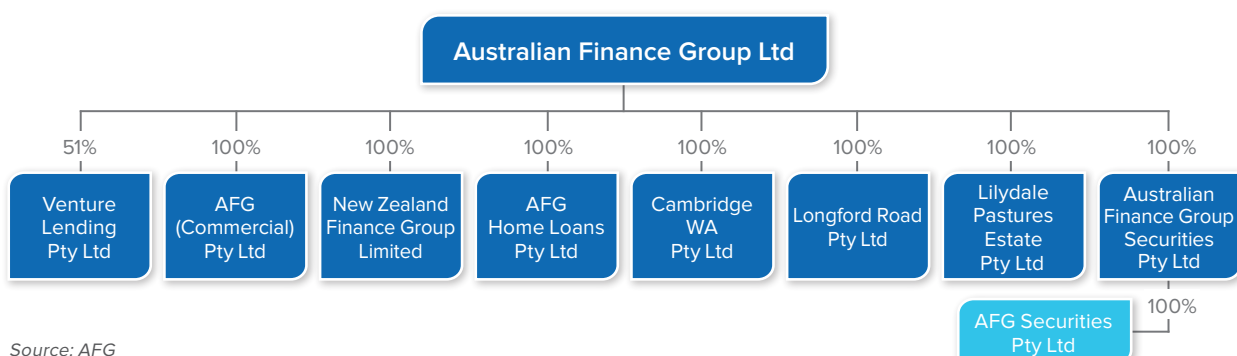 Australian Finance Group Ltd
51%
100%
100%
100%
100%
100%
100%
100%
Venture
Lending
Pty Ltd
AFG
(Commercial)
Pty Ltd
New Zealand
Finance Group
Limited
AFG
Home Loans
Pty Ltd
Cambridge
WA
Pty Ltd
Longford Road
Pty Ltd
Lilydale
Pastures
Estate
Pty Ltd
Australian
Finance Group
Securities
Pty Ltd
100%
AFG Securities
Pty Ltd
Source: AFG